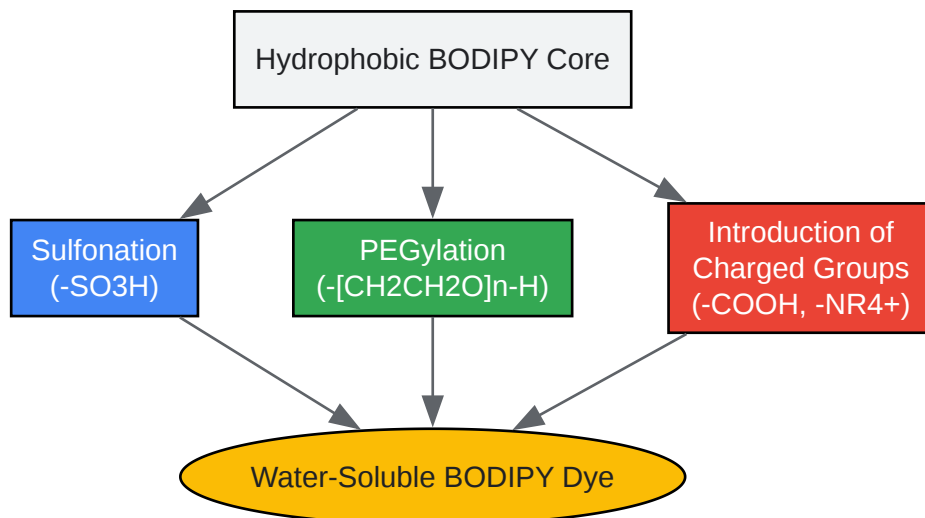 Hydrophobic BODIPY Core
Sulfonation
(-SO3H)
PEGylation
(-[CH2CH2O]n-H)
Introduction of
Charged Groups
(-COOH, -NR4+)
Water-Soluble BODIPY Dye